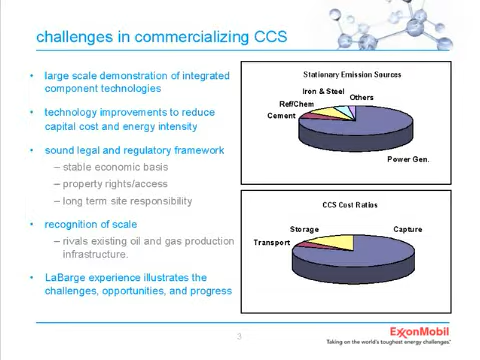 challenges in commercializing CCS
• large scale demonstration of integrated
component technologies
• technology improvements to reduce
capital cost and energy intensity
• sound legal and regulatory framework
– stable economic basis
– property rights/access
– long term site responsibility
• recognition of scale
– rivals existing oil and gas production
infrastructure.
• LaBarge experience illustrates the
challenges, opportunities, and progress
Stationary Emission Sources
Iron & Steel
Others
Ref/Chem
Cement
Power Gen.
CCS Cost Ratios
Storage
Capture
Transport
3
ExxonMobil
Taking on the world's toughest energy challenges.